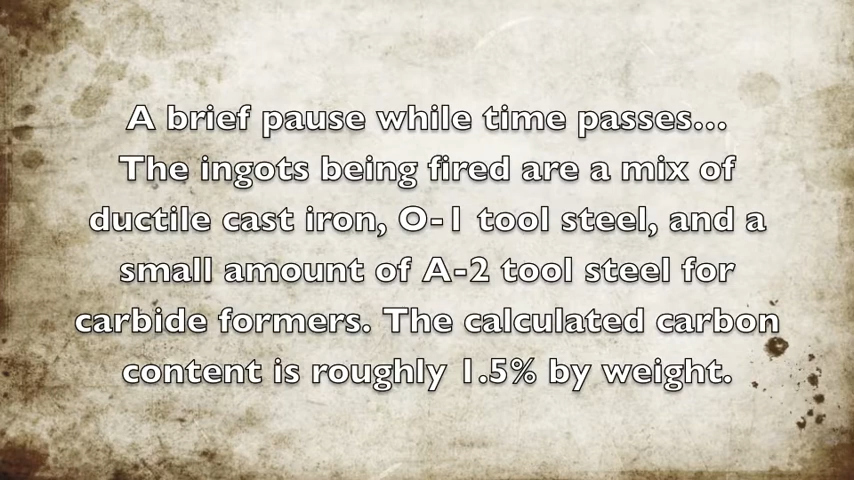 A brief pause while time passes...
The ingots being fired are a mix of
ductile cast iron, O-1 tool steel, and a
small amount of A-2 tool steel for
carbide formers. The calculated carbon
content is roughly 1.5% by weight.